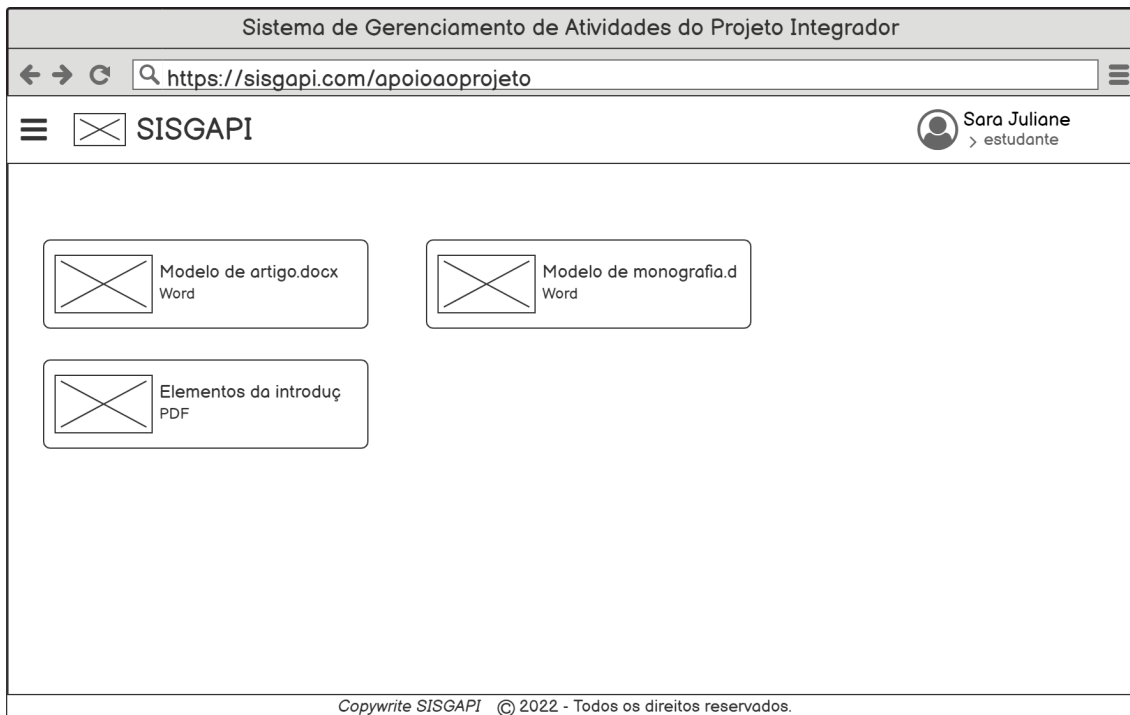 Sistema de Gerenciamento de Atividades do Projeto Integrador
https://sisgapi.com/apoioaoprojeto
SISGAPI
Sara Juliane
> estudante
Modelo de artigo.docx
Word
Modelo de monografia.d
Word
Elementos da introduç
PDF
Copywrite SISGAPI © 2022 - Todos os direitos reservados.